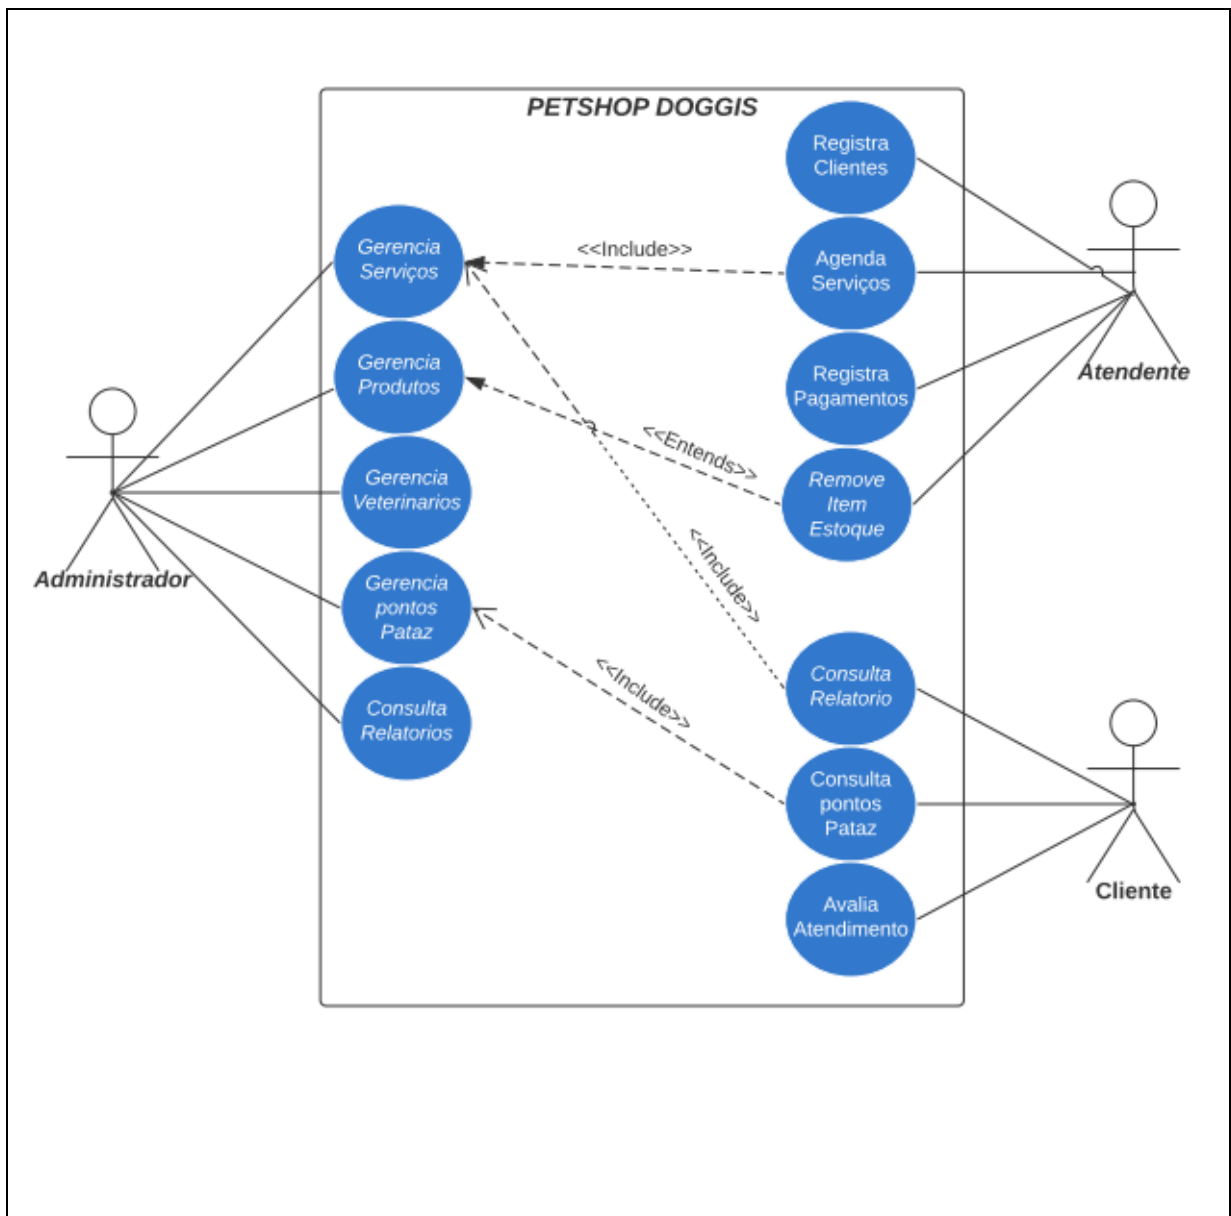 PETSHOP DOGGIS
Registra
Clientes
Gerencia
Serviços
<<Include>>
Agenda
Serviços
Gerencia
Produtos
Registra
Pagamentos
Atendente
<<Entends>>
Gerencia
Veterinarios
Remove
Item
Estoque
Administrador
<<Include>>
Gerencia
pontos
Pataz
<<Include>>
Consulta
Relatorio
Consulta
Relatorios
Consulta
pontos
Pataz
Cliente
Avalia
Atendimento